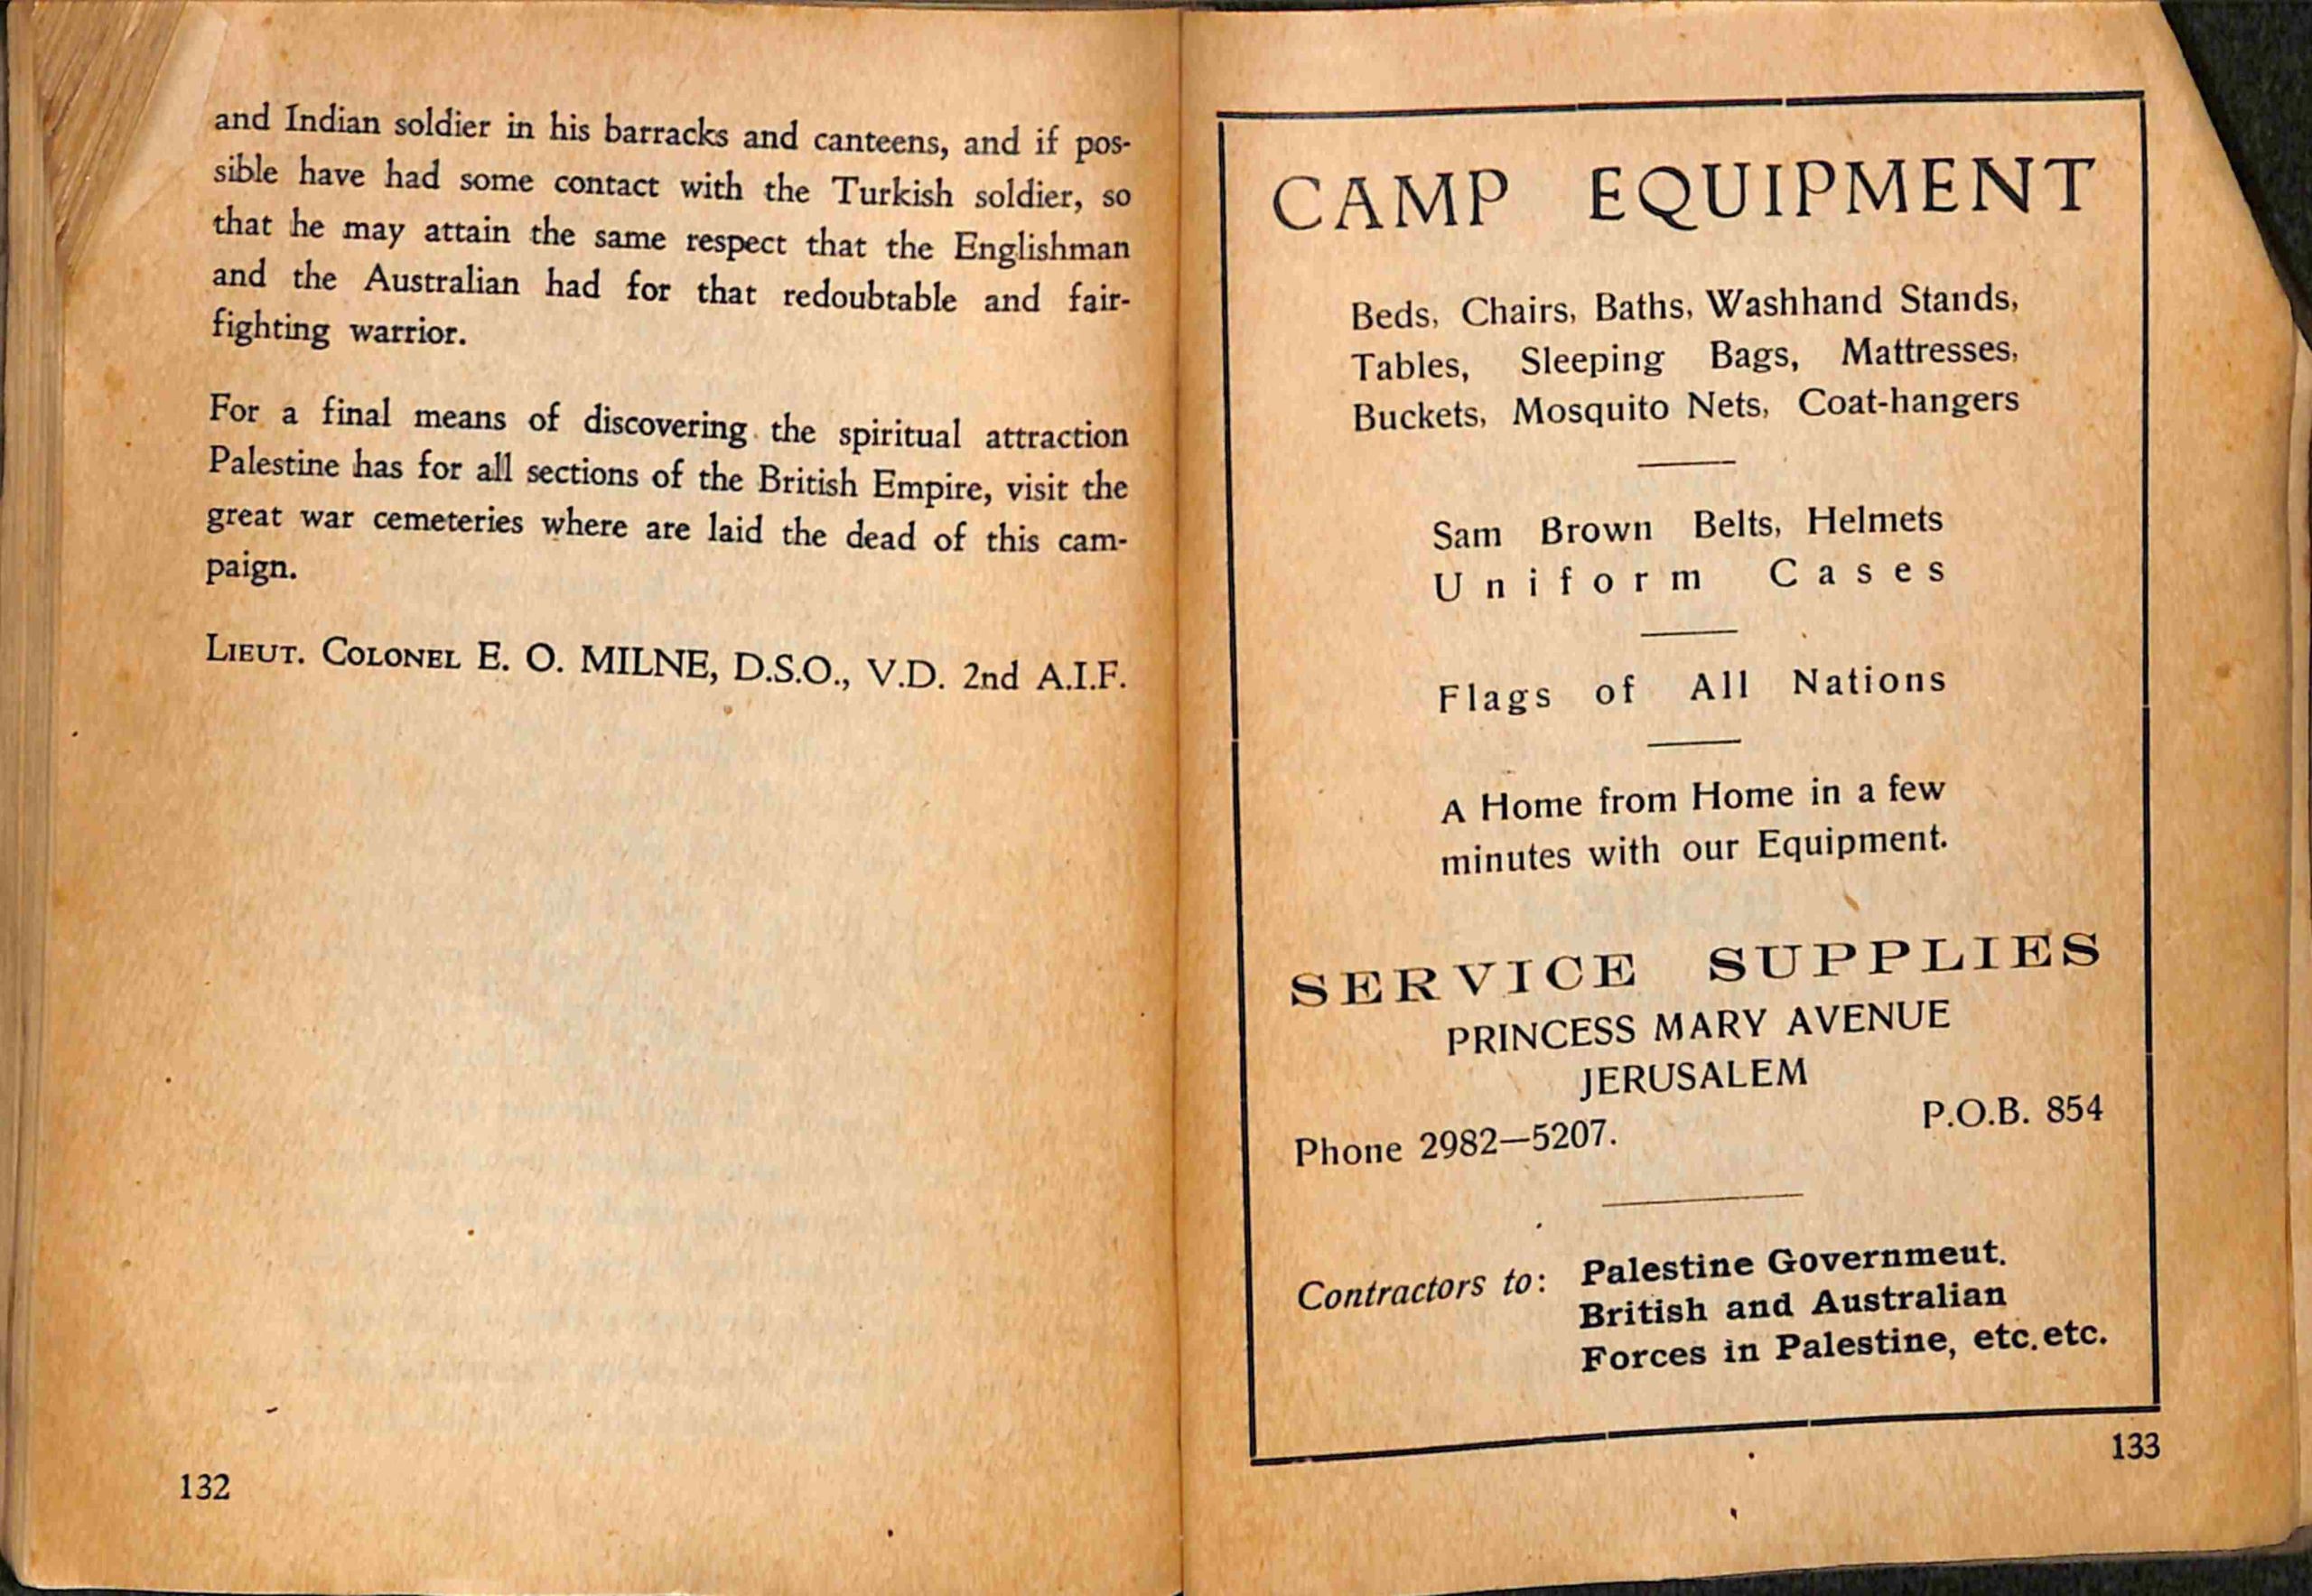 and Indian soldier in his barracks and canteens, and if pos-
sible have had some contact with the Turkish soldier, so
that he may attain the same respect that the Englishman
and the Australian had for that redoubtable and fair-
fighting warrior.
For a final means of discovering the spiritual attraction
Palestine has for all sections of the British Empire, visit the
great war cemeteries where are laid the dead of this cam-
paign.
LIEUT. COLONEL E. O. MILNE, D.S.O., V.D. 2nd A.I.F.
132
CAMP EQUIPMENT
Beds, Chairs, Baths, Washhand Stands,
Tables, Sleeping Bags, Mattresses,
Buckets, Mosquito Nets, Coat-hangers
Sam Brown Belts, Helmets
Uniform Cases
Flags of All Nations
A Home from Home in a few
minutes with our Equipment.
SERVICE SUPPLIES
PRINCESS MARY AVENUE
JERUSALEM
Phone 2982—5207. P.O.B. 854
Contractors to: Palestine Governmeut.
British and Australian
Forces in Palestine, etc. etc.
133